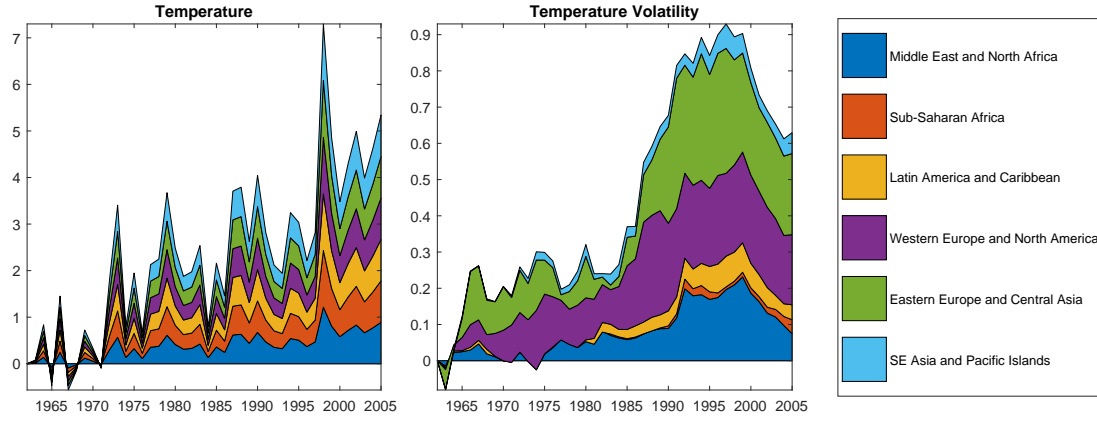 Temperature
7
6
5
4
3
2
1
0
1965 1970 1975 1980 1985 1990 1995 2000 2005
Temperature Volatility
0.9
0.8
0.7
0.6
0.5
0.4
0.3
0.2
0.1
0
1965 1970 1975 1980 1985 1990 1995 2000 2005
Middle East and North Africa
Sub-Saharan Africa
Latin America and Caribbean
Western Europe and North America
Eastern Europe and Central Asia
SE Asia and Pacific Islands